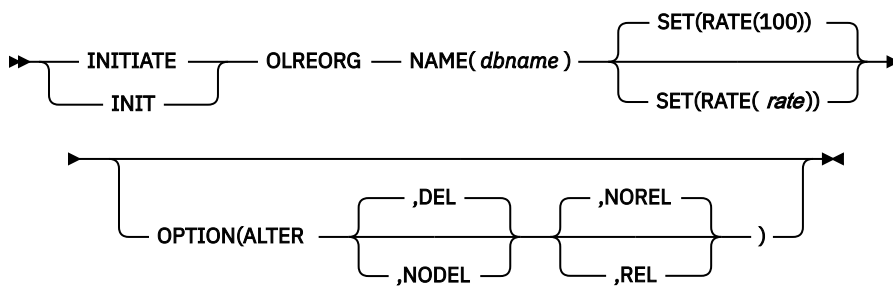 SET(RATE(100))
INITIATE OLREORG NAME( dbname )
INIT SET(RATE( rate))
,DEL ,NOREL
OPTION(ALTER )
,NODEL ,REL